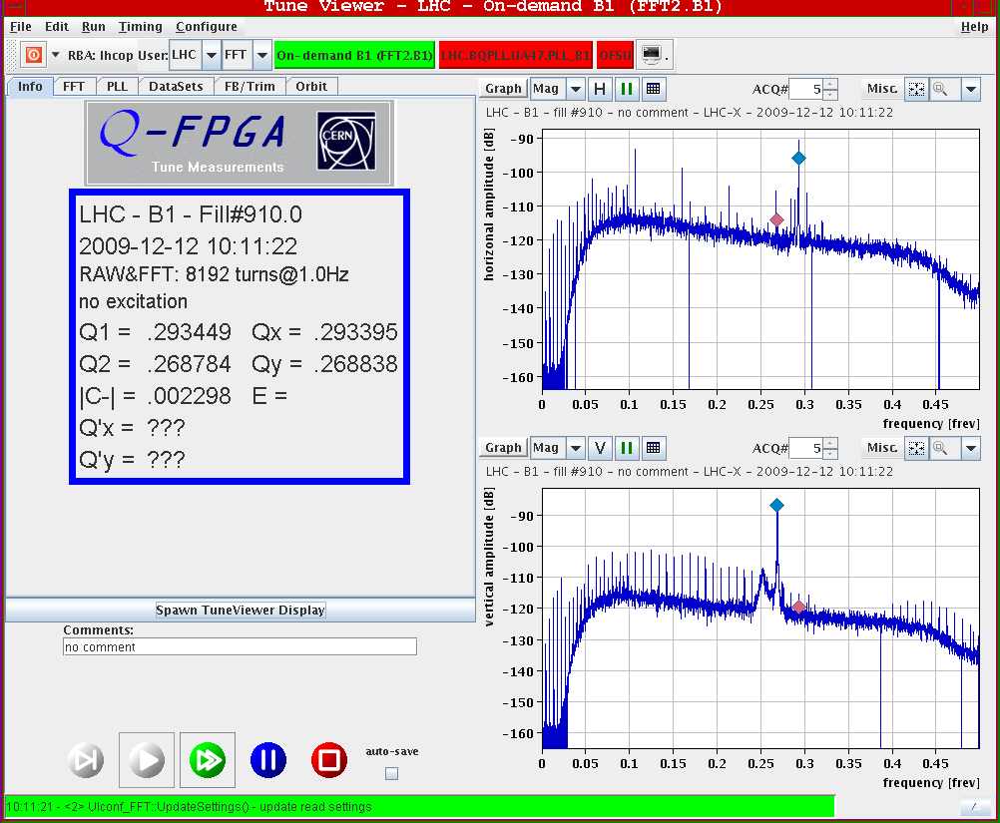 Tune Viewer - LHC - On-demand B1 (FFT2.B1)
File Edit Run Timing Configure Help
RBA: lhcop User: LHC FFT On-demand B1 (FFT2.B1) LHC.BQPLL.UA47.PLL_B1 OFSU
Info FFT PLL DataSets FB/Trim Orbit
Q-FPGA
Tune Measurements
CERN
LHC - B1 - Fill#910.0
2009-12-12 10:11:22
RAW&FFT: 8192 turns@1.0Hz
no excitation
Q1 = .293449 Qx = .293395
Q2 = .268784 Qy = .268838
|C-| = .002298 E =
Q'x = ???
Q'y = ???
Spawn TuneViewer Display
Comments:
no comment
auto-save
Graph Mag H ACQ# 5 Misc.
LHC - B1 - fill #910 - no comment - LHC-X - 2009-12-12 10:11:22
horizonal amplitude [dB]
-90
-100
-110
-120
-130
-140
-150
-160
0 0.05 0.1 0.15 0.2 0.25 0.3 0.35 0.4 0.45
frequency [frev]
Graph Mag V ACQ# 5 Misc.
LHC - B1 - fill #910 - no comment - LHC-X - 2009-12-12 10:11:22
vertical amplitude [dB]
-90
-100
-110
-120
-130
-140
-150
-160
0 0.05 0.1 0.15 0.2 0.25 0.3 0.35 0.4 0.45
frequency [frev]
10:11:21 - <2> UIconf_FFT::UpdateSettings() - update read settings